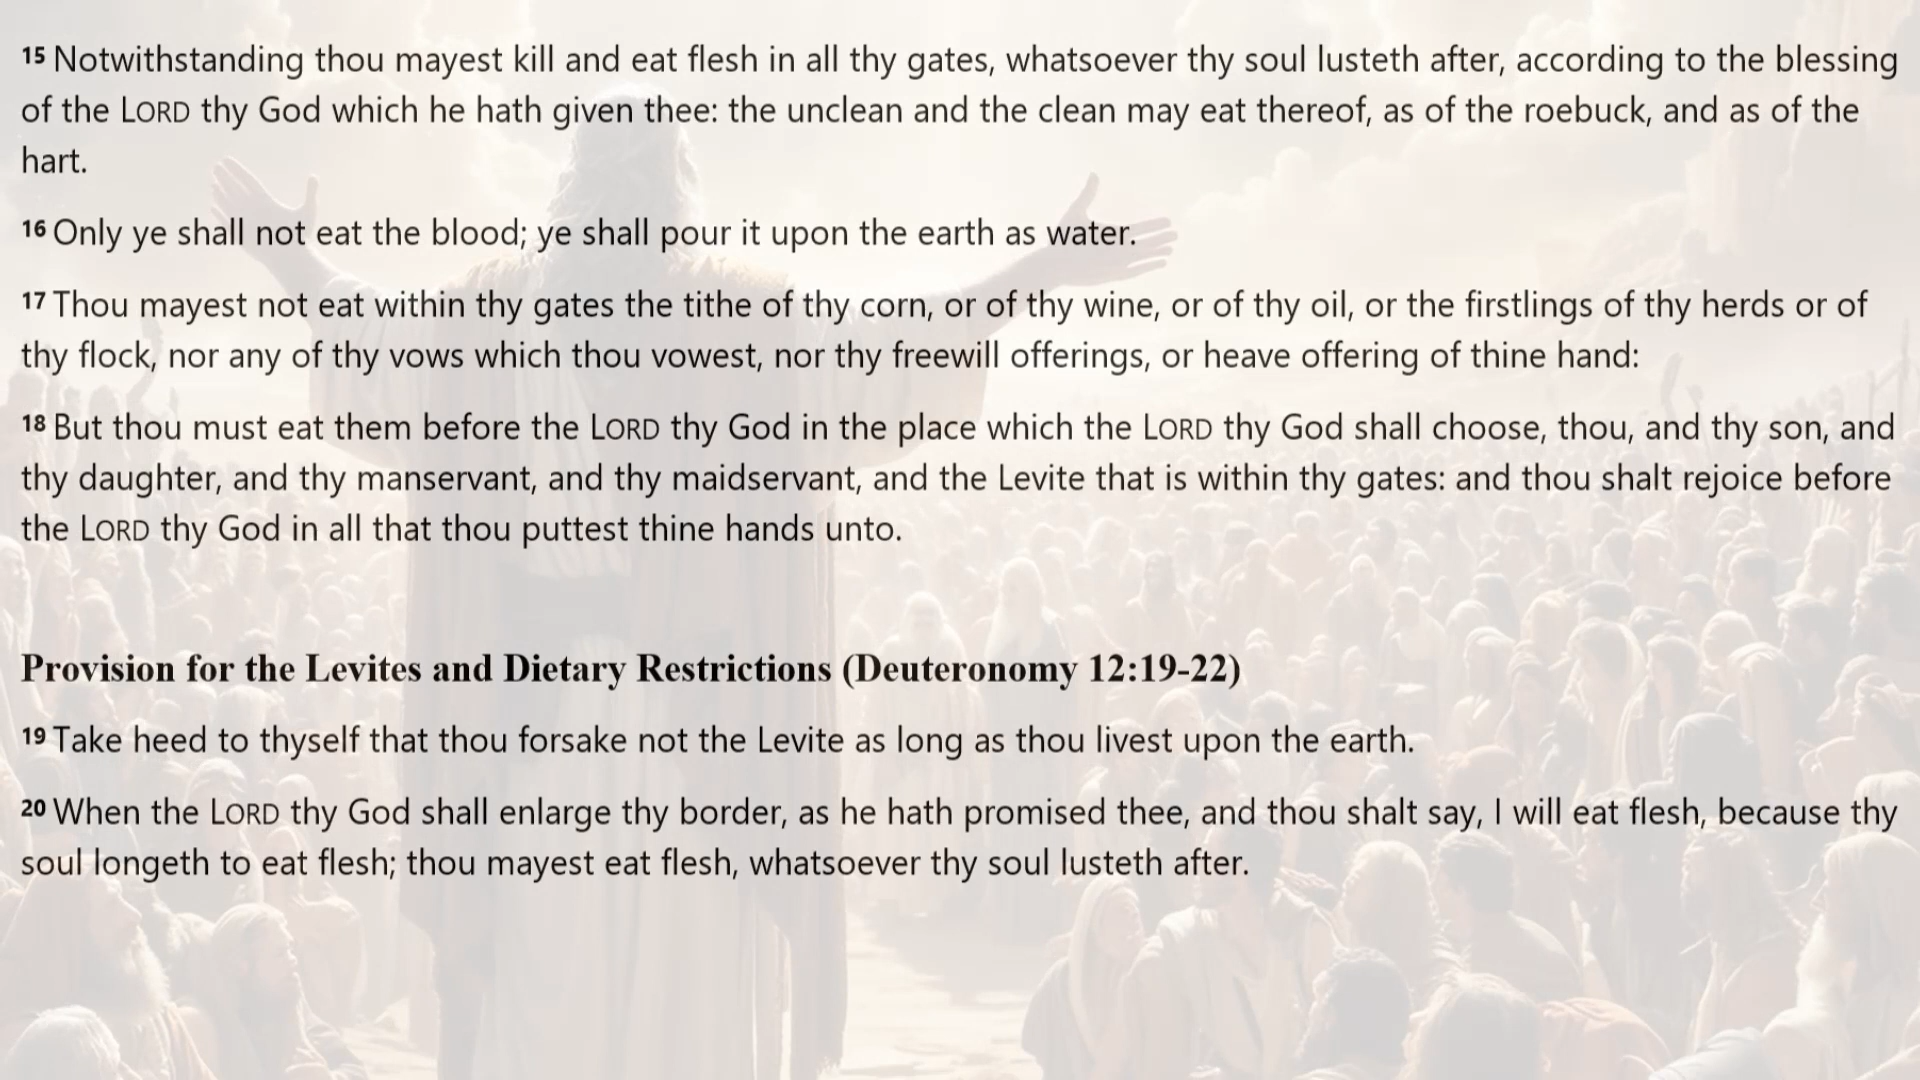 15 Notwithstanding thou mayest kill and eat flesh in all thy gates, whatsoever thy soul lusteth after, according to the blessing
of the LORD thy God which he hath given thee: the unclean and the clean may eat thereof, as of the roebuck, and as of the
hart.
16 Only ye shall not eat the blood; ye shall pour it upon the earth as water.
17 Thou mayest not eat within thy gates the tithe of thy corn, or of thy wine, or of thy oil, or the firstlings of thy herds or of
thy flock, nor any of thy vows which thou vowest, nor thy freewill offerings, or heave offering of thine hand:
18 But thou must eat them before the LORD thy God in the place which the LORD thy God shall choose, thou, and thy son, and
thy daughter, and thy manservant, and thy maidservant, and the Levite that is within thy gates: and thou shalt rejoice before
the LORD thy God in all that thou puttest thine hands unto.
Provision for the Levites and Dietary Restrictions (Deuteronomy 12:19-22)
19 Take heed to thyself that thou forsake not the Levite as long as thou livest upon the earth.
20 When the LORD thy God shall enlarge thy border, as he hath promised thee, and thou shalt say, I will eat flesh, because thy
soul longeth to eat flesh; thou mayest eat flesh, whatsoever thy soul lusteth after.